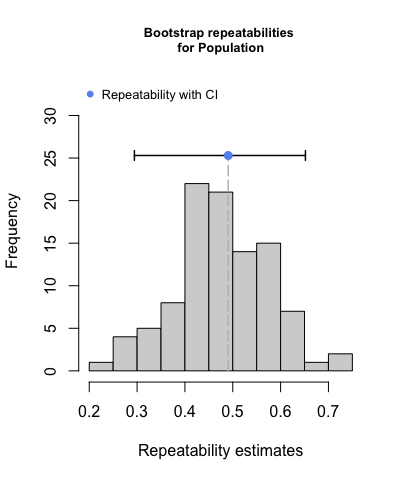 Bootstrap repeatabilities
for Population
Repeatability with CI
30
25
20
15
10
5
0
Frequency
0.2 0.3 0.4 0.5 0.6 0.7
Repeatability estimates